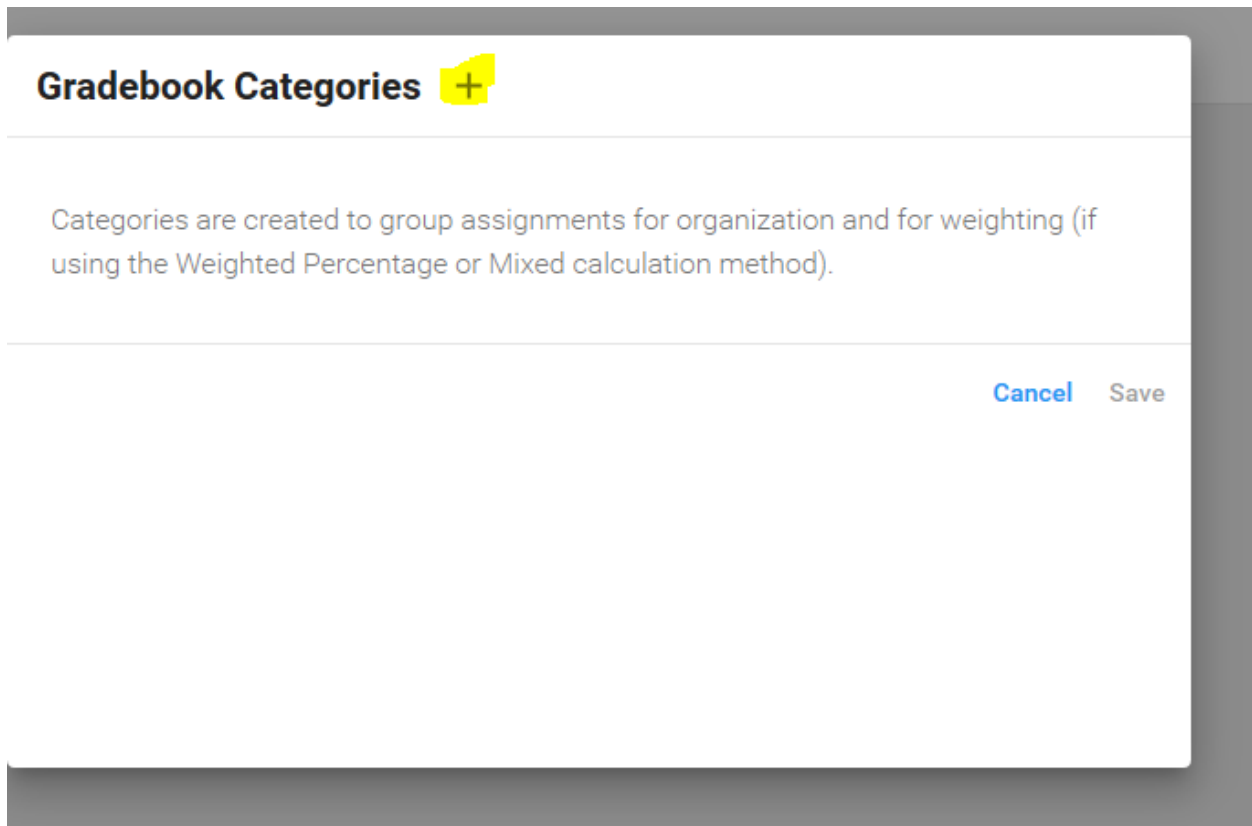 Gradebook Categories +
Categories are created to group assignments for organization and for weighting (if
using the Weighted Percentage or Mixed calculation method).
Cancel Save